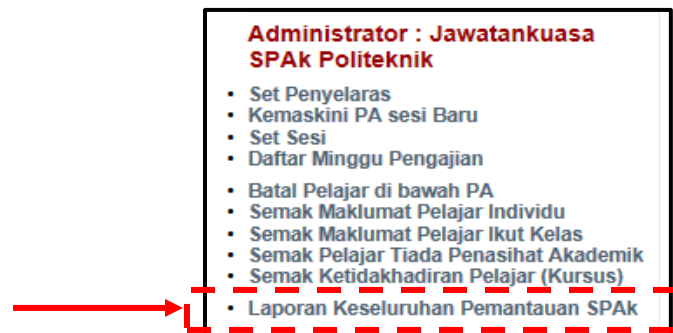 Administrator : Jawatankuasa
SPAk Politeknik
• Set Penyelaras
• Kemaskini PA sesi Baru
• Set Sesi
• Daftar Minggu Pengajian
• Batal Pelajar di bawah PA
• Semak Maklumat Pelajar Individu
• Semak Maklumat Pelajar Ikut Kelas
• Semak Pelajar Tiada Penasihat Akademik
• Semak Ketidakhadiran Pelajar (Kursus)
• Laporan Keseluruhan Pemantauan SPAk